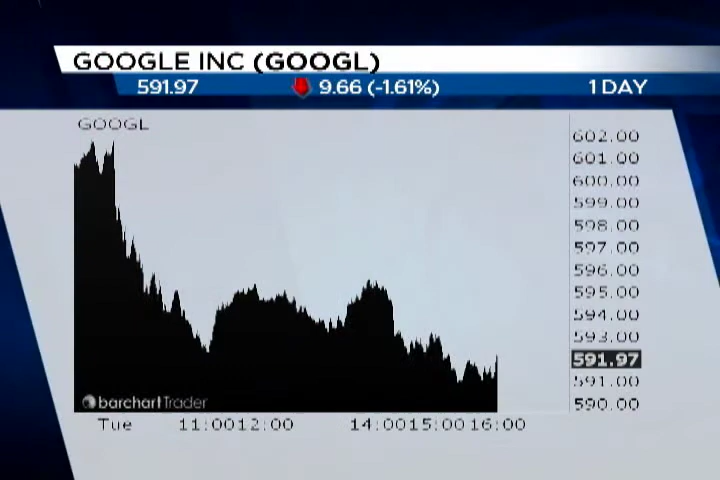 GOOGLE INC (GOOGL)
591.97 9.66 (-1.61%) 1 DAY
GOOGL
602.00
601.00
600.00
599.00
598.00
597.00
596.00
595.00
594.00
593.00
591.97
591.00
590.00
barchartTrader
Tue 11:00 12:00 14:00 15:00 16:00